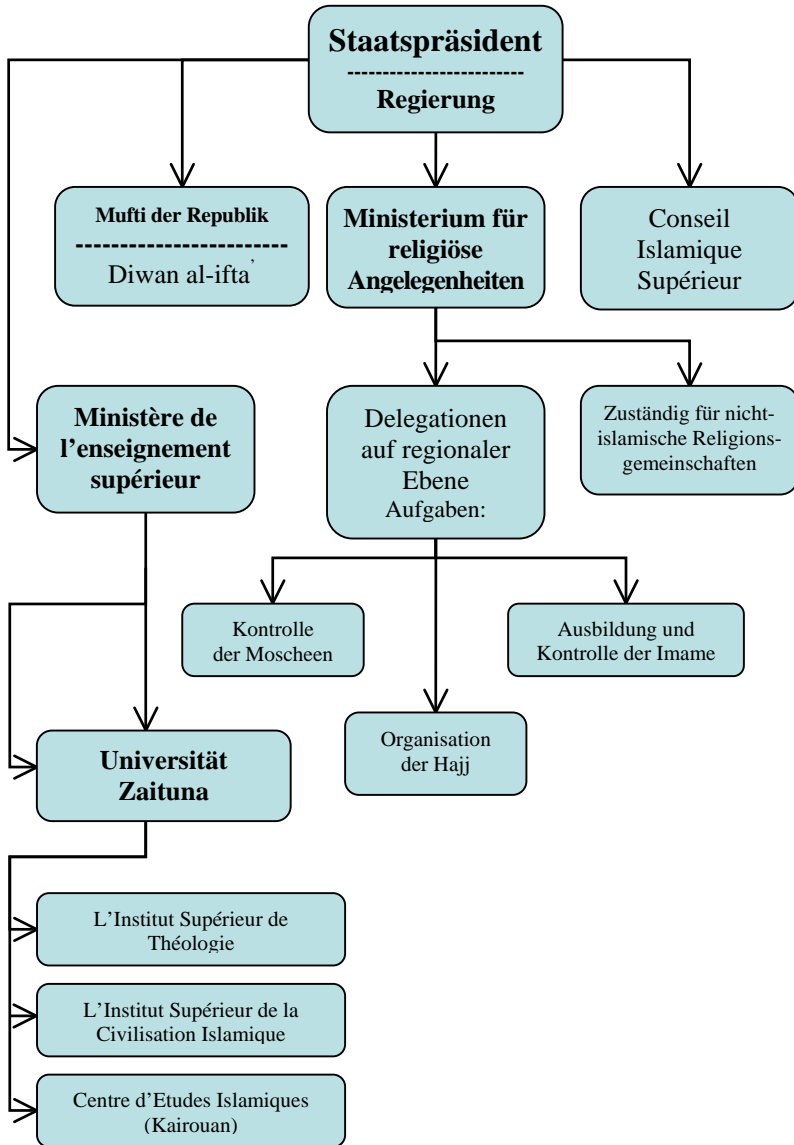 Staatspräsident
--------------------------
Regierung
Mufti der Republik
------------------------
Diwan al-ifta’
Ministerium für
religiöse
Angelegenheiten
Conseil
Islamique
Supérieur
Ministère de
l’enseignement
supérieur
Delegationen
auf regionaler
Ebene
Aufgaben:
Zuständig für nicht-
islamische Religions-
gemeinschaften
Kontrolle
der Moscheen
Ausbildung und
Kontrolle der Imame
Organisation
der Hajj
Universität
Zaituna
L’Institut Supérieur de
Théologie
L’Institut Supérieur de la
Civilisation Islamique
Centre d’Etudes Islamiques
(Kairouan)